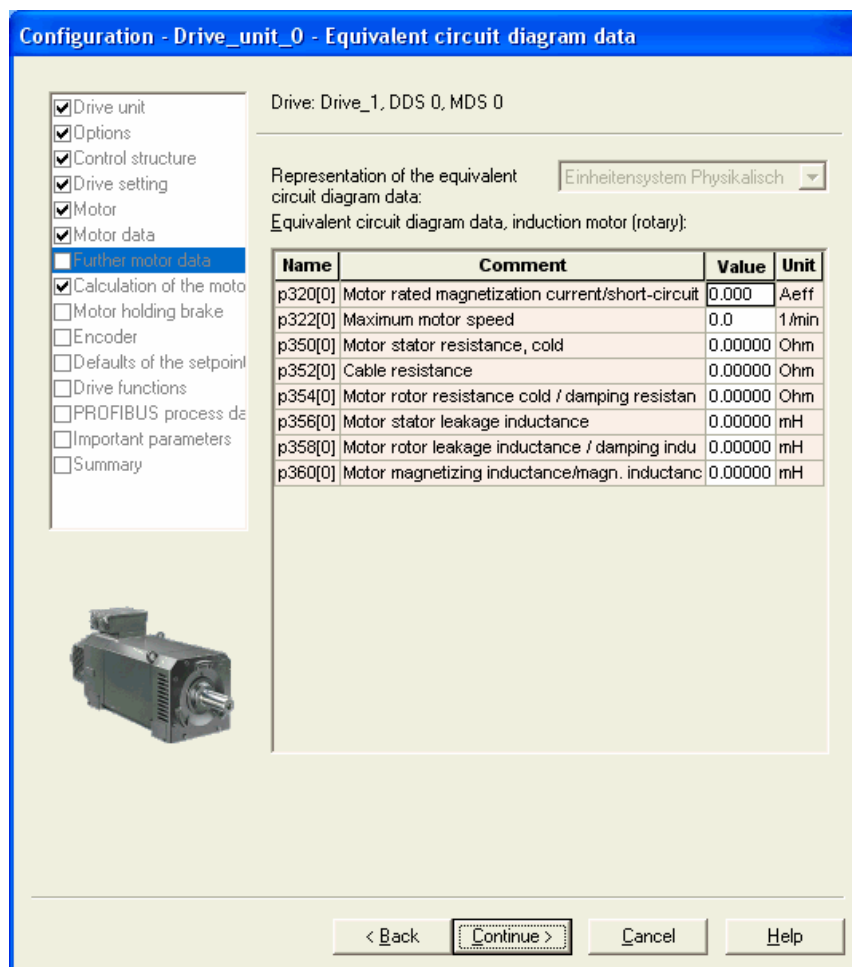 Configuration - Drive_unit_0 - Equivalent circuit diagram data
Drive unit
Options
Control structure
Drive setting
Motor
Motor data
Further motor data
Calculation of the moto
Motor holding brake
Encoder
Defaults of the setpoint
Drive functions
PROFIBUS process da
Important parameters
Summary
Drive: Drive_1, DDS 0, MDS 0
Representation of the equivalent
circuit diagram data:
Einheitensystem Physikalisch
Equivalent circuit diagram data, induction motor (rotary):
Name Comment Value Unit
p320[0] Motor rated magnetization current/short-circuit 0.000 Aeff
p322[0] Maximum motor speed 0.0 1/min
p350[0] Motor stator resistance, cold 0.00000 Ohm
p352[0] Cable resistance 0.00000 Ohm
p354[0] Motor rotor resistance cold / damping resistan 0.00000 Ohm
p356[0] Motor stator leakage inductance 0.00000 mH
p358[0] Motor rotor leakage inductance / damping indu 0.00000 mH
p360[0] Motor magnetizing inductance/magn. inductanc 0.00000 mH
< Back Continue > Cancel Help